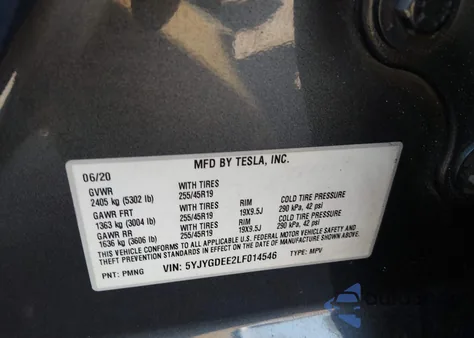 MFD BY TESLA, INC.
06/20
GVWR WITH TIRES
2405 kg (5302 lb) 255/45R19 RIM COLD TIRE PRESSURE
GAWR FRT WITH TIRES 19X9.5J 290 kPa, 42 psi
1363 kg (3004 lb) 255/45R19 RIM COLD TIRE PRESSURE
GAWR RR WITH TIRES 19X9.5J 290 kPa, 42 psi
1636 kg (3606 lb) 255/45R19
THIS VEHICLE CONFORMS TO ALL APPLICABLE U.S. FEDERAL MOTOR VEHICLE SAFETY AND
THEFT PREVENTION STANDARDS IN EFFECT ON THE DATE OF MANUFACTURE SHOWN ABOVE.
PNT: PMNG VIN: 5YJYGDEE2LF014546 TYPE: MPV